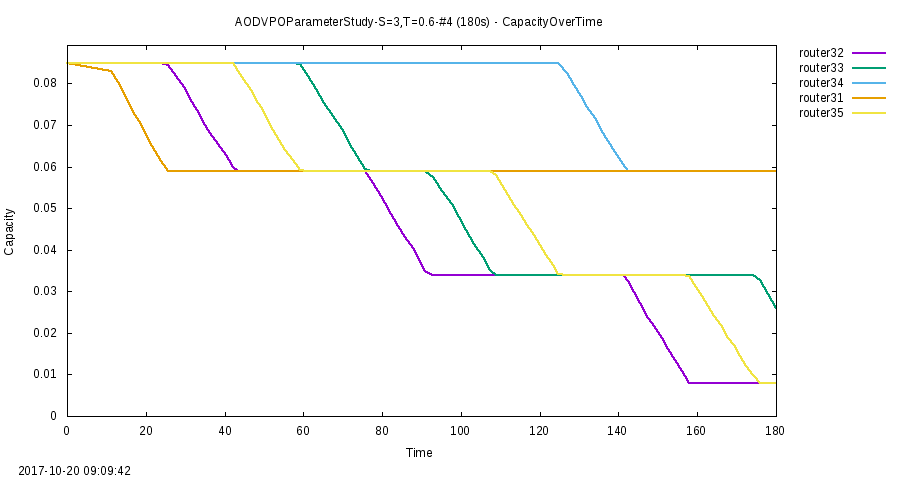 AODVPOParameterStudy-S=3,T=0.6-#4 (180s) - CapacityOverTime
router32
router33
router34
router31
router35
0.08
0.07
0.06
0.05
0.04
0.03
0.02
0.01
0
Capacity
0 20 40 60 80 100 120 140 160 180
Time
2017-10-20 09:09:42